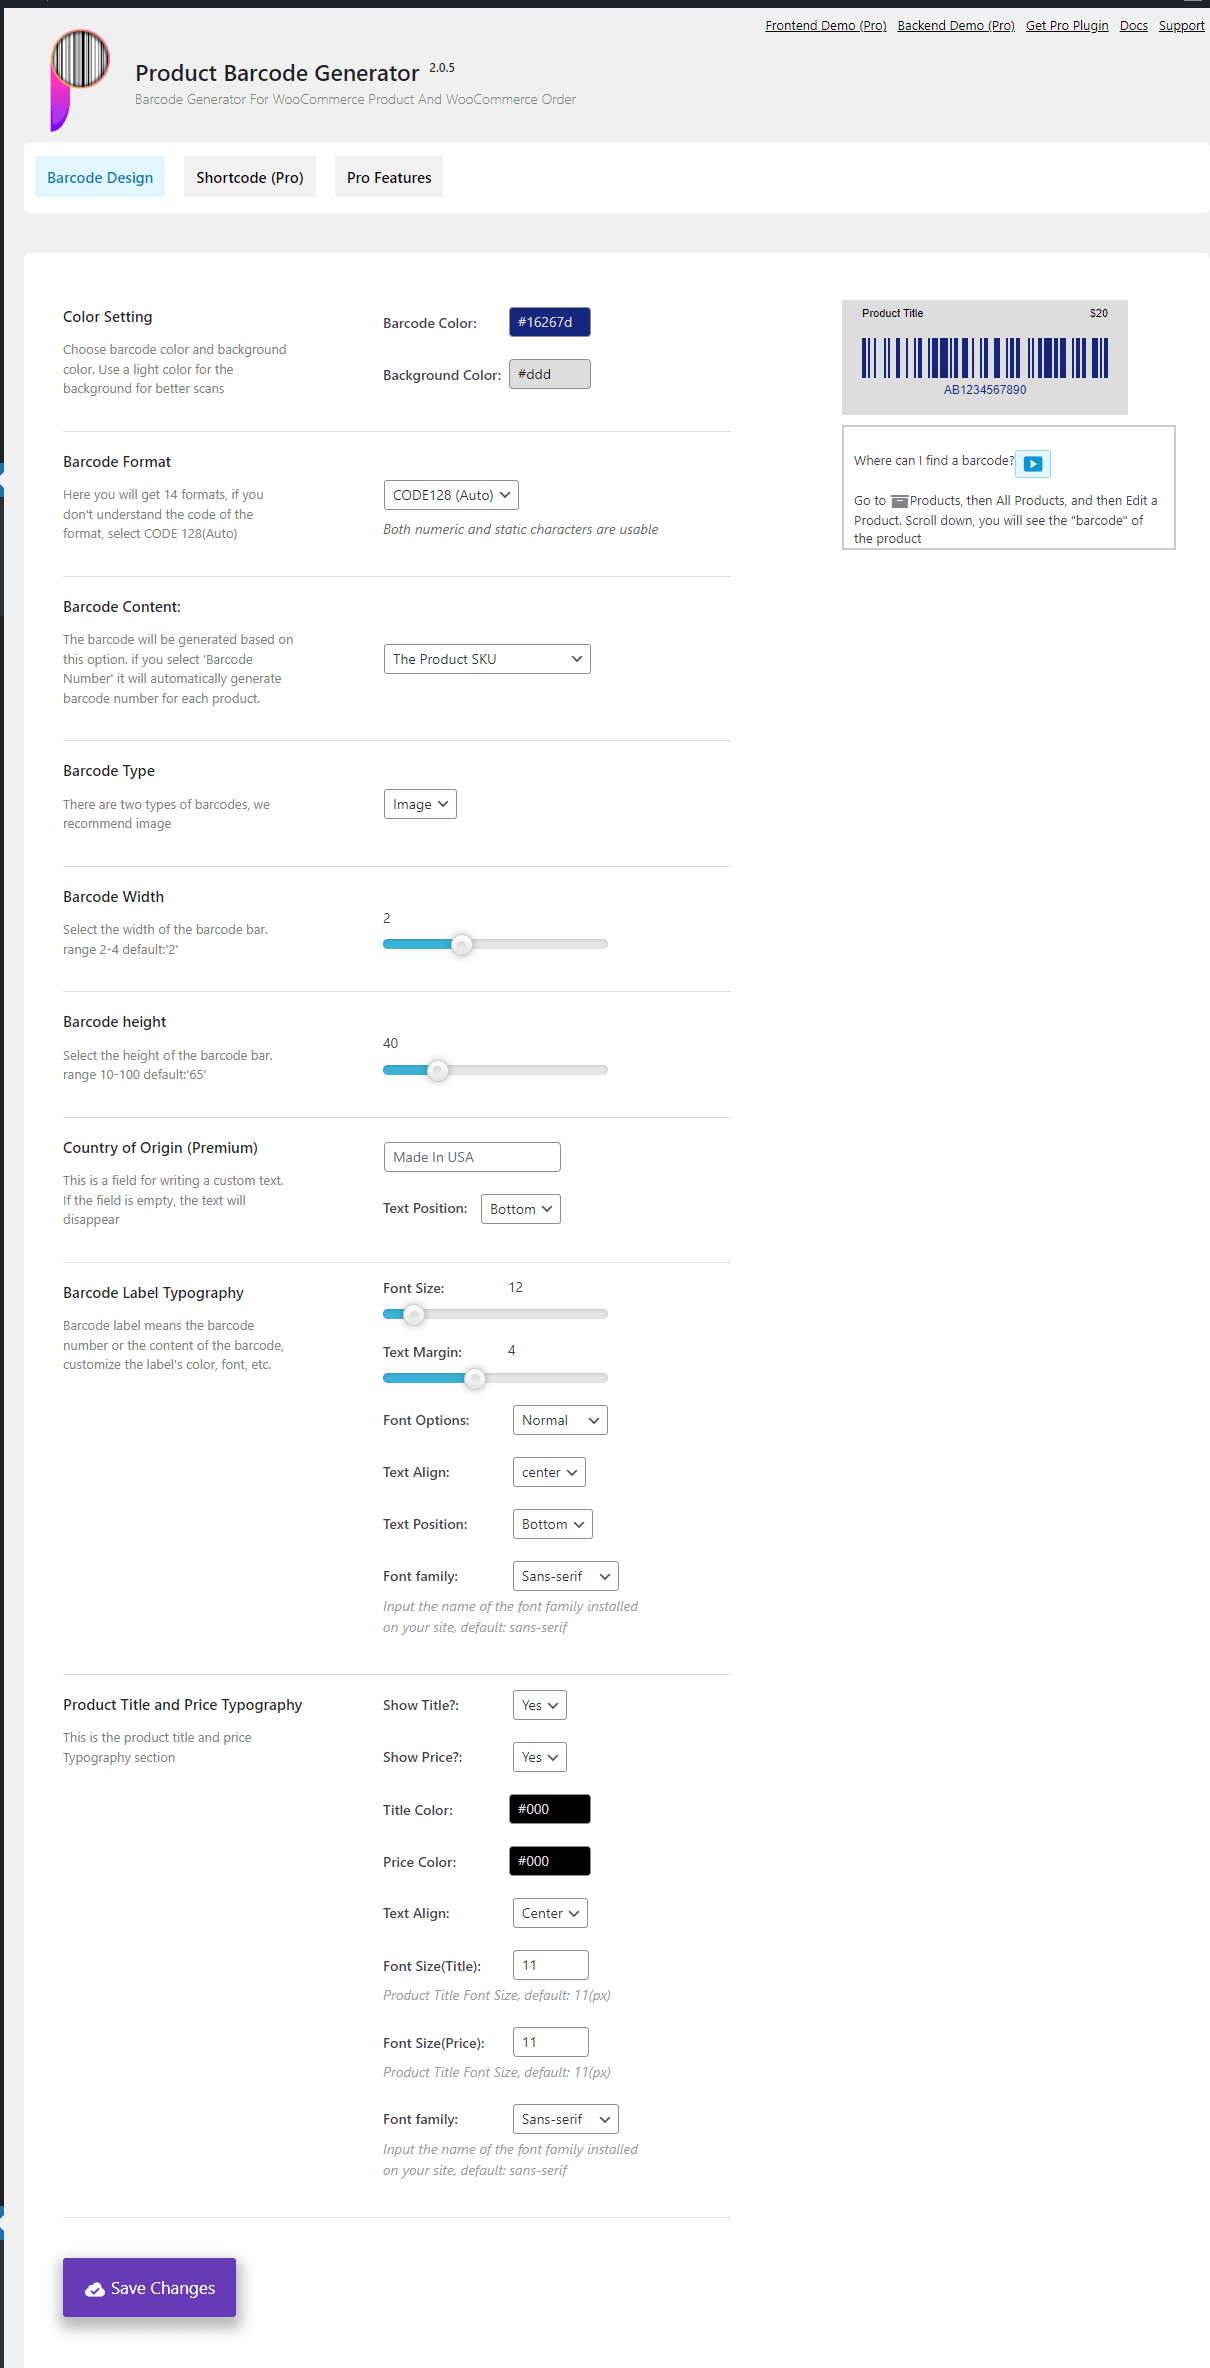 Frontend Demo (Pro) Backend Demo (Pro) Get Pro Plugin Docs Support
Product Barcode Generator 2.0.5
Barcode Generator For WooCommerce Product And WooCommerce Order
Barcode Design Shortcode (Pro) Pro Features
Color Setting
Choose barcode color and background
color. Use a light color for the
background for better scans
Barcode Color: #16267d
Background Color: #ddd
Product Title $20
AB1234567890
Where can I find a barcode?
Go to Products, then All Products, and then Edit a
Product. Scroll down, you will see the "barcode" of
the product
Barcode Format
Here you will get 14 formats, if you
don't understand the code of the
format, select CODE 128(Auto)
CODE128 (Auto)
Both numeric and static characters are usable
Barcode Content:
The barcode will be generated based on
this option. if you select 'Barcode
Number' it will automatically generate
barcode number for each product.
The Product SKU
Barcode Type
There are two types of barcodes, we
recommend image
Image
Barcode Width
Select the width of the barcode bar.
range 2-4 default:'2'
2
Barcode height
Select the height of the barcode bar.
range 10-100 default:'65'
40
Country of Origin (Premium)
This is a field for writing a custom text.
If the field is empty, the text will
disappear
Made In USA
Text Position: Bottom
Barcode Label Typography
Barcode label means the barcode
number or the content of the barcode,
customize the label's color, font, etc.
Font Size: 12
Text Margin: 4
Font Options: Normal
Text Align: center
Text Position: Bottom
Font family: Sans-serif
Input the name of the font family installed
on your site, default: sans-serif
Product Title and Price Typography
This is the product title and price
Typography section
Show Title?: Yes
Show Price?: Yes
Title Color: #000
Price Color: #000
Text Align: Center
Font Size(Title): 11
Product Title Font Size, default: 11(px)
Font Size(Price): 11
Product Title Font Size, default: 11(px)
Font family: Sans-serif
Input the name of the font family installed
on your site, default: sans-serif
Save Changes